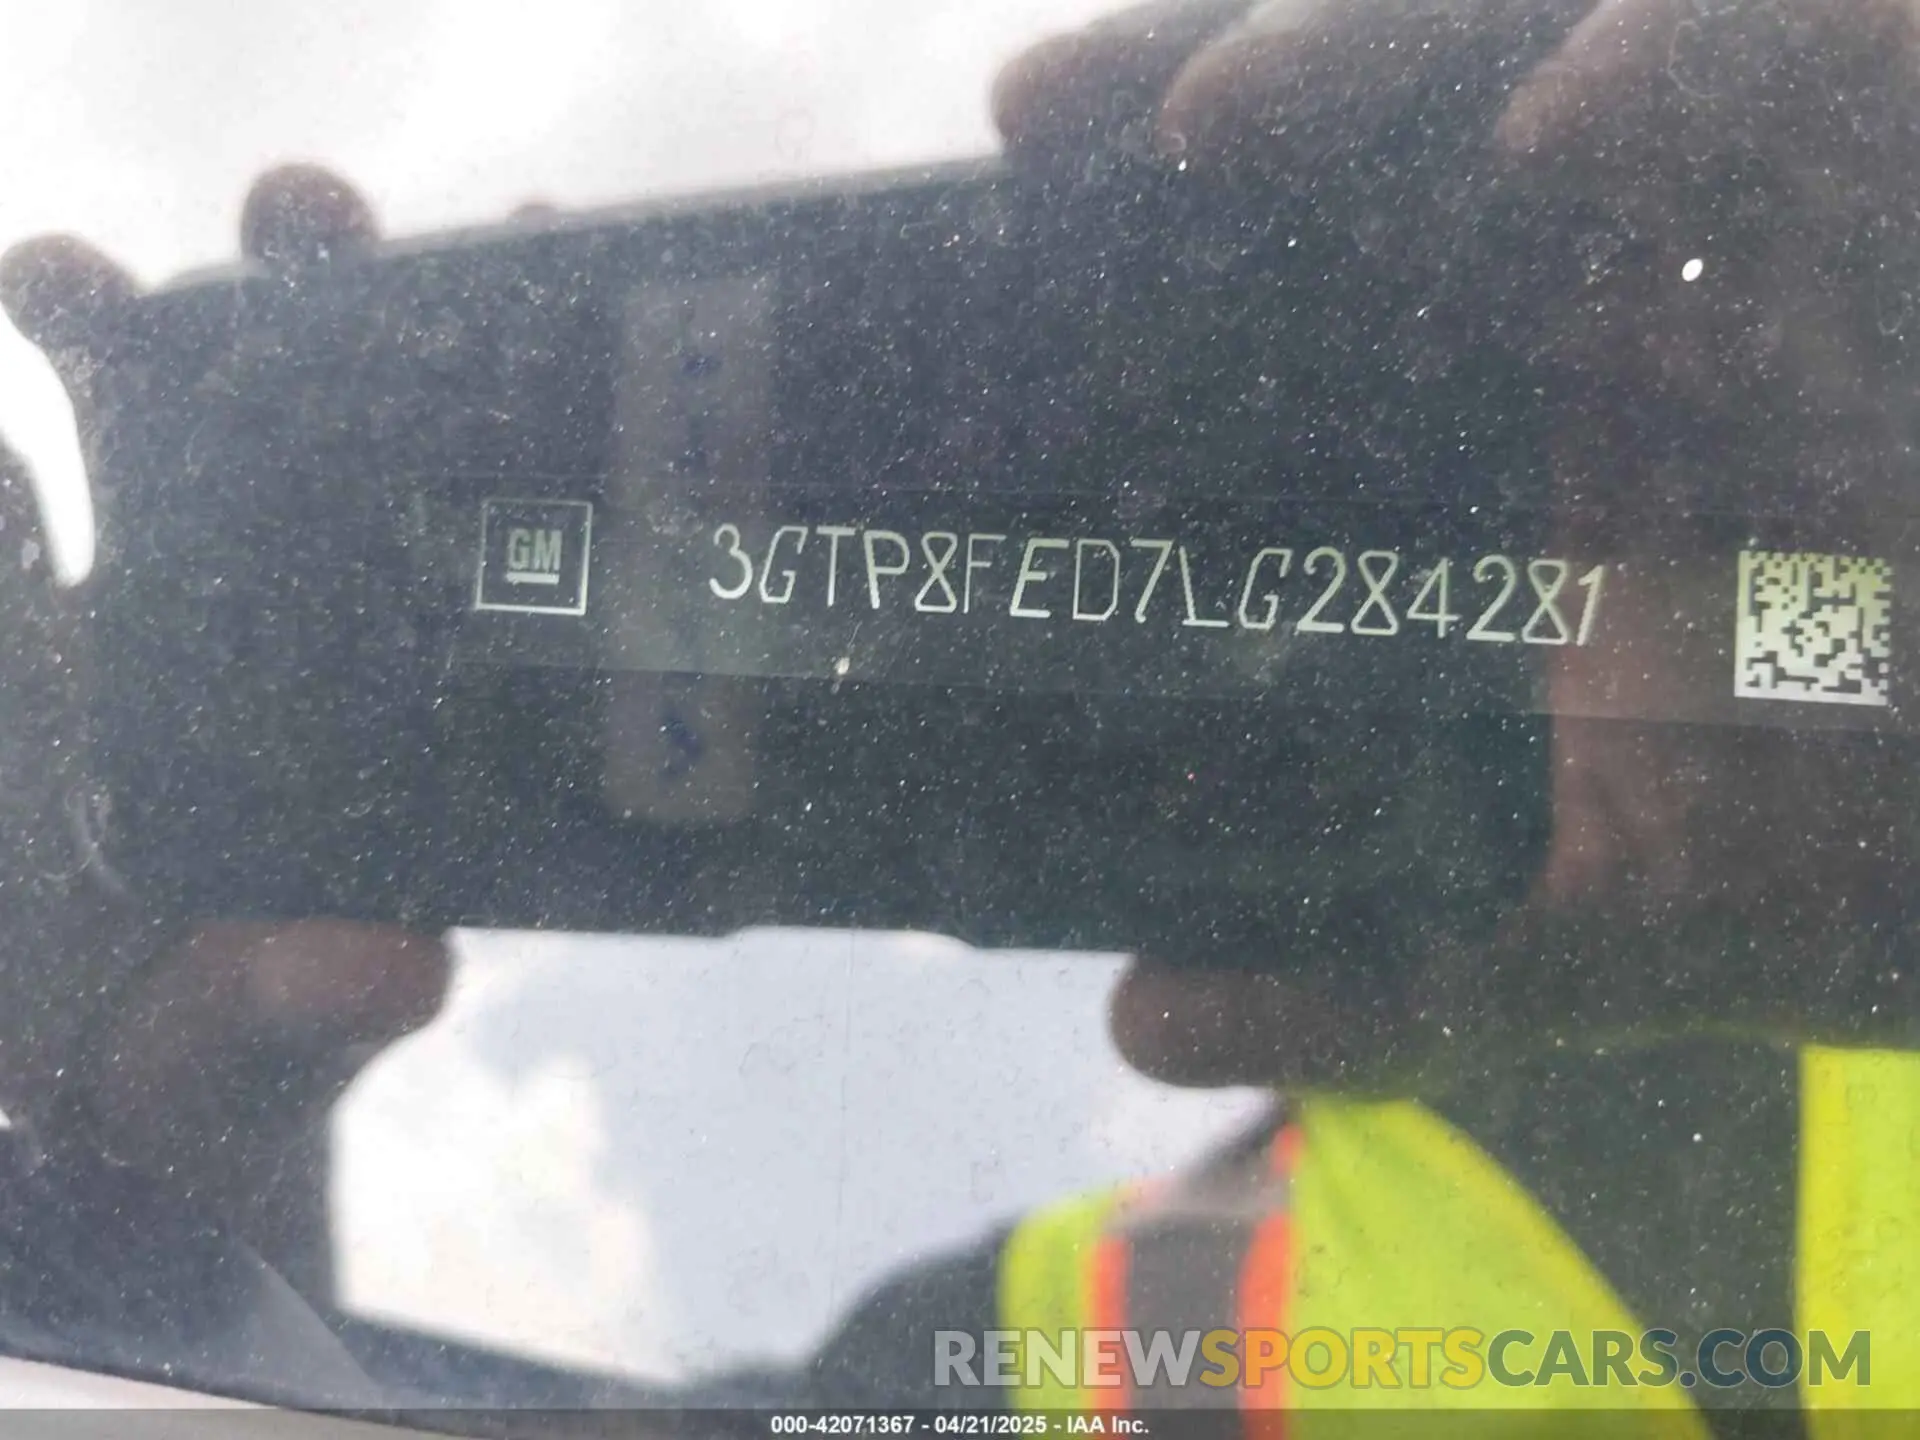 GM 3GTP8FED7LG284281
RENEWSPORTSCARS.COM
000-42071367 - 04/21/2025 - IAA Inc.